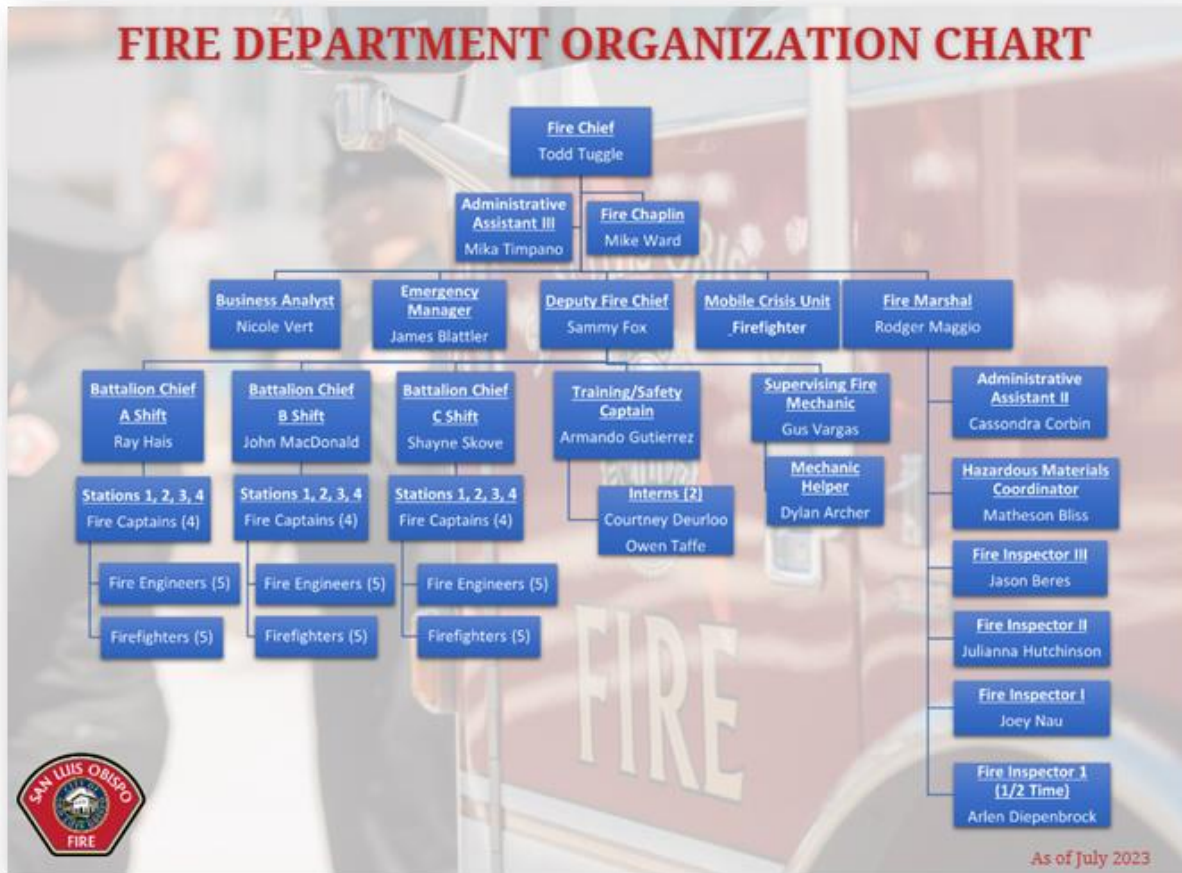 FIRE DEPARTMENT ORGANIZATION CHART
Fire Chief
Todd Tuggle
Administrative
Assistant III
Mika Timpano
Fire Chaplin
Mike Ward
Business Analyst
Nicole Vert
Emergency
Manager
James Blattler
Deputy Fire Chief
Sammy Fox
Mobile Crisis Unit
Firefighter
Fire Marshal
Rodger Maggio
Battalion Chief
A Shift
Ray Hais
Battalion Chief
B Shift
John MacDonald
Battalion Chief
C Shift
Shayne Skove
Training/Safety
Captain
Armando Gutierrez
Supervising Fire
Mechanic
Gus Vargas
Administrative
Assistant II
Cassondra Corbin
Stations 1, 2, 3, 4
Fire Captains (4)
Stations 1, 2, 3, 4
Fire Captains (4)
Stations 1, 2, 3, 4
Fire Captains (4)
Interns (2)
Courtney Deurloo
Owen Taffe
Mechanic
Helper
Dylan Archer
Hazardous Materials
Coordinator
Matheson Bliss
Fire Engineers (5)
Fire Engineers (5)
Fire Engineers (5)
Fire Inspector III
Jason Beres
Firefighters (5)
Firefighters (5)
Firefighters (5)
Fire Inspector II
Julianna Hutchinson
Fire Inspector I
Joey Nau
Fire Inspector 1
(1/2 Time)
Arlen Diepenbrock
FIRE
SAN LUIS OBISPO
FIRE
As of July 2023